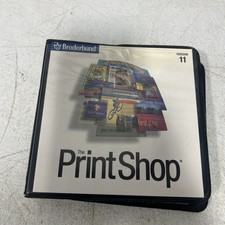 Brøderbund
11
The
PrintShop